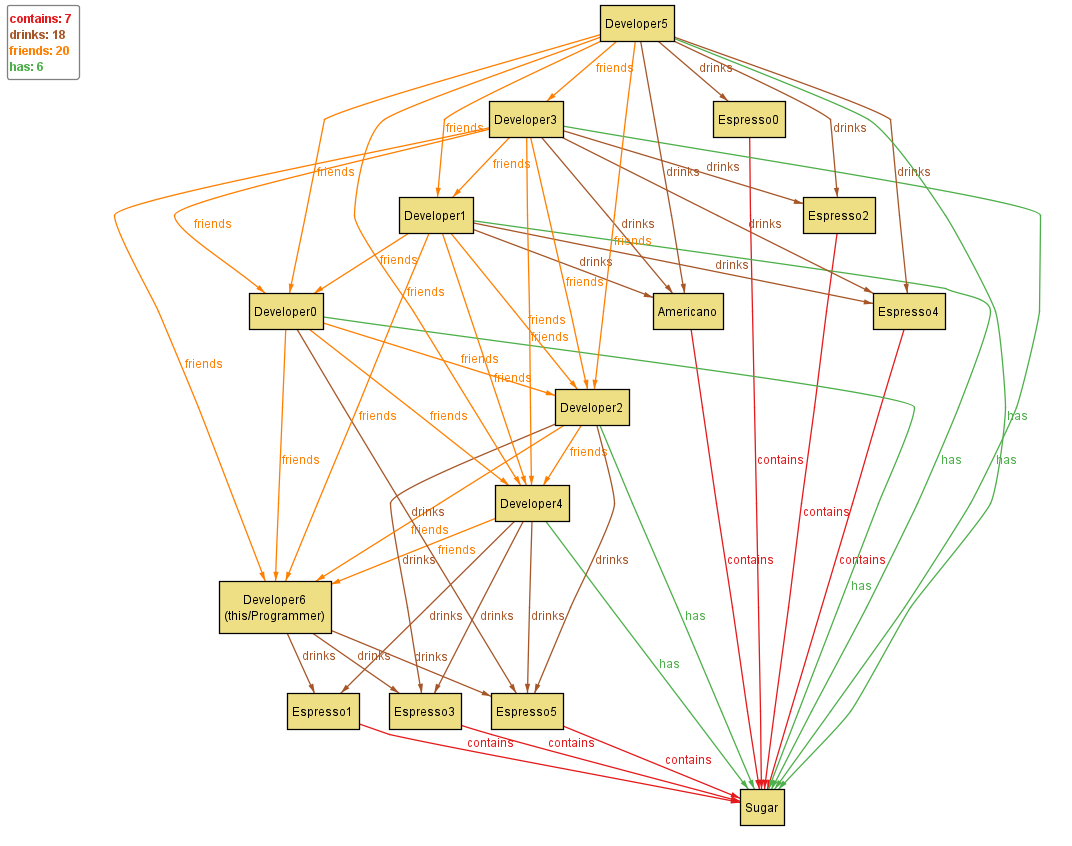 contains: 7
drinks: 18
friends: 20
has: 6
Developer5
friends
drinks
Developer3
Espresso0
friends
drinks
friends
drinks
friends
drinks
drinks
Developer1
Espresso2
friends
drinks
drinks
friends
friends
drinks
drinks
friends
friends
Developer0
Americano
Espresso4
friends
friends
friends
friends
friends
Developer2
friends
friends
has
friends
friends
has
has
contains
Developer4
drinks
contains
friends
friends
drinks
drinks
contains
contains
has
Developer6
(this/Programmer)
drinks
drinks
drinks
has
drinks
drinks
drinks
has
Espresso1
Espresso3
Espresso5
contains
contains
contains
Sugar